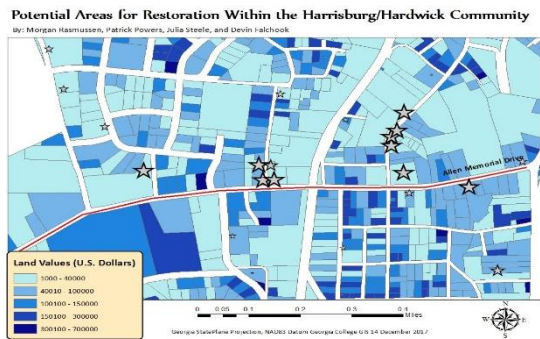 Potential Areas for Restoration Within the Harrisburg/Hardwick Community
By: Morgan Rasmussen, Patrick Powers, Julia Steele, and Devin Falchook
Allen Memorial Drive
Land Values (U.S. Dollars)
1000 - 40000
40010 - 100000
100100 - 150000
150100 - 300000
300100 - 700000
0 0.05 0.1 0.2 0.3 0.4
Miles
Georgia StatePlane Projection, NAD83 Datum Georgia College GIS 14 December 2017
N
W E
S